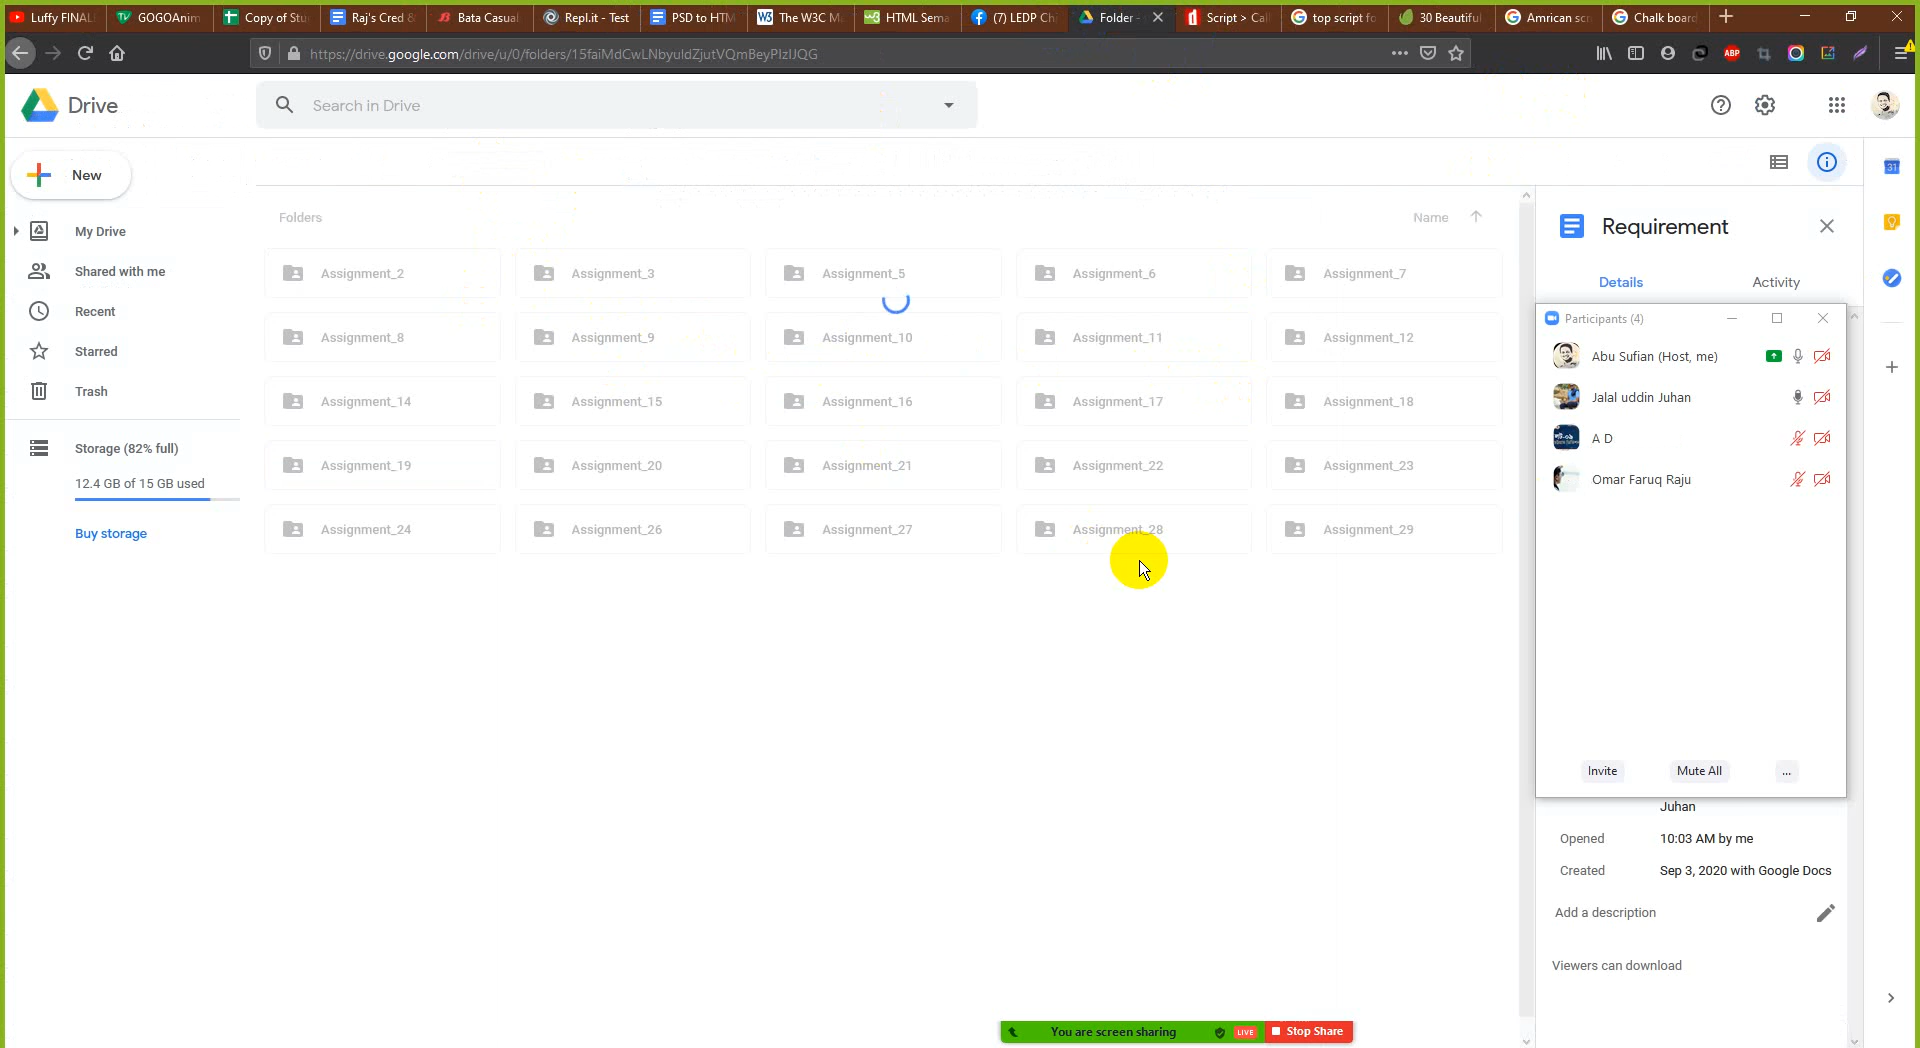 Luffy FINAL
GOGOAnim
Copy of Stu
Raj's Cred &
Bata Casual
Repl.it - Test
PSD to HTM
The W3C M
HTML Sema
(7) LEDP Ch
Folder -
Script > Call
top script fo
30 Beautiful
Amrican scr
Chalk board
https://drive.google.com/drive/u/0/folders/15faiMdCwLNbyuldZjutVQmBeyPIzIJQG
ABP
Drive
Search in Drive
New
31
My Drive
Shared with me
Recent
Starred
Trash
Storage (82% full)
12.4 GB of 15 GB used
Buy storage
Folders
Name
Assignment_2
Assignment_3
Assignment_5
Assignment_6
Assignment_7
Assignment_8
Assignment_9
Assignment_10
Assignment_11
Assignment_12
Assignment_14
Assignment_15
Assignment_16
Assignment_17
Assignment_18
Assignment_19
Assignment_20
Assignment_21
Assignment_22
Assignment_23
Assignment_24
Assignment_26
Assignment_27
Assignment_28
Assignment_29
Requirement
Details
Activity
Participants (4)
Abu Sufian (Host, me)
Jalal uddin Juhan
A D
Omar Faruq Raju
Invite
Mute All
...
Juhan
Opened
10:03 AM by me
Created
Sep 3, 2020 with Google Docs
Add a description
Viewers can download
You are screen sharing
LIVE
Stop Share